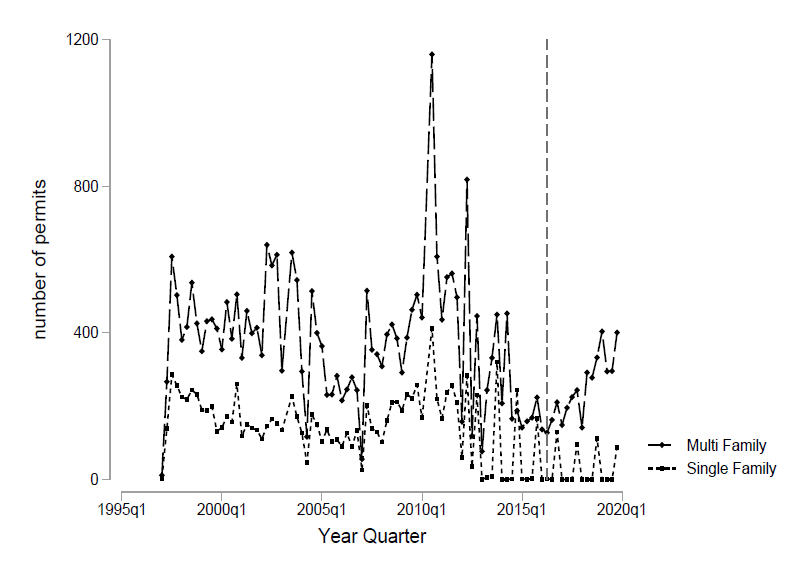 1200
800
400
0
number of permits
1995q1 2000q1 2005q1 2010q1 2015q1 2020q1
Year Quarter
Multi Family
Single Family